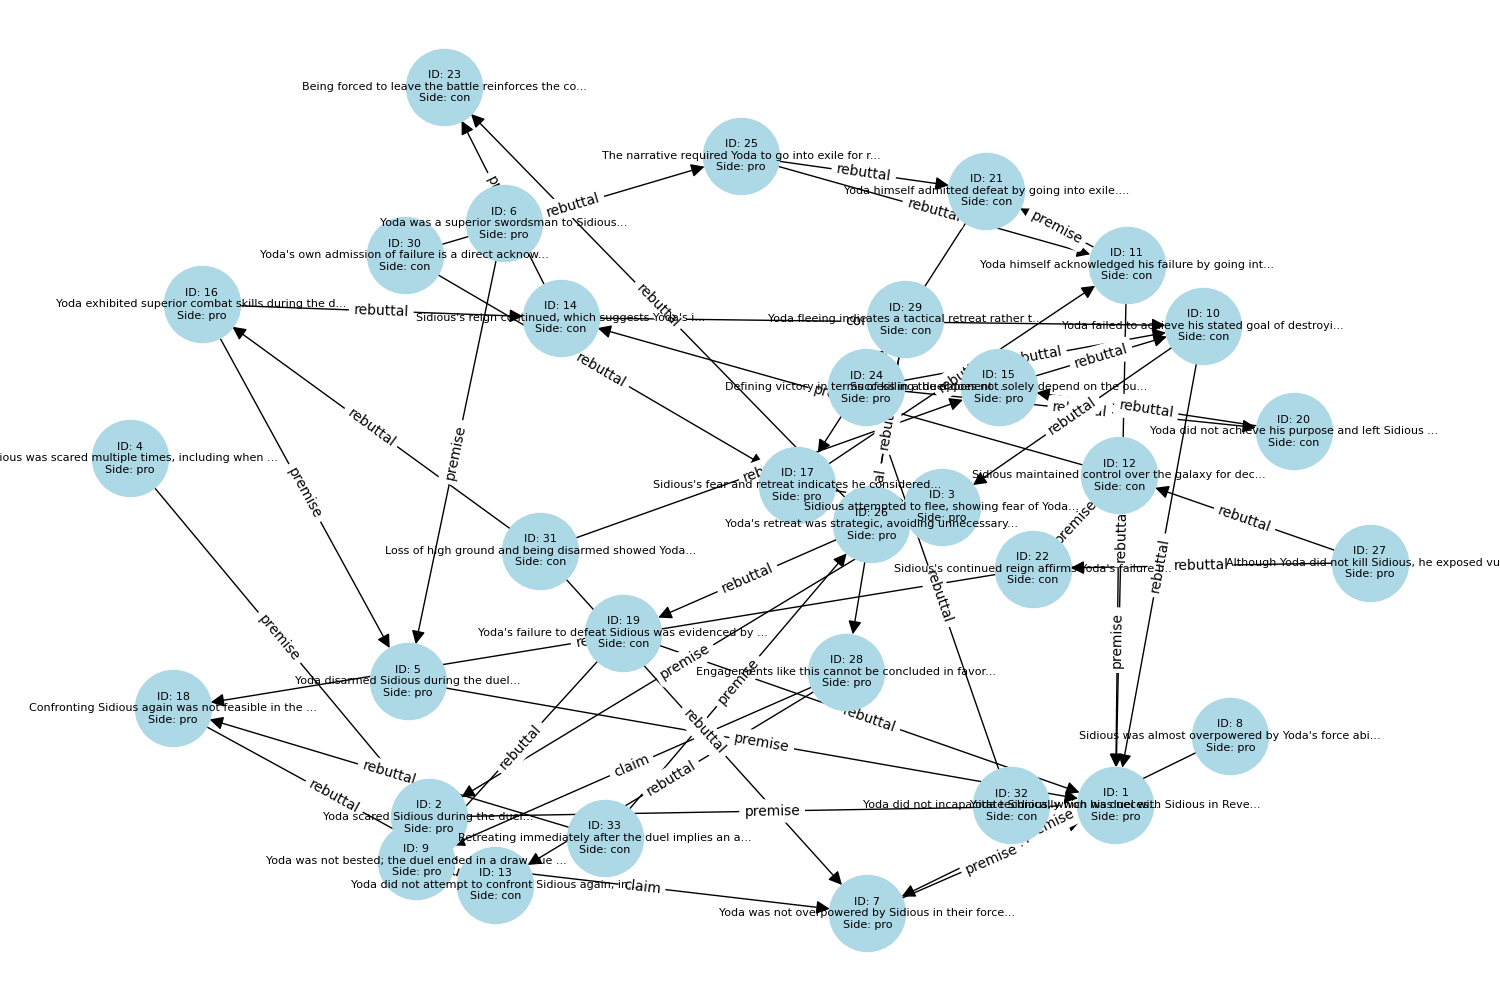 ID: 23
Being forced to leave the battle reinforces the co...
Side: con
ID: 25
The narrative required Yoda to go into exile for r...
Side: pro
ID: 21
Yoda himself admitted defeat by going into exile....
Side: con
ID: 6
Yoda was a superior swordsman to Sidious...
Side: pro
ID: 30
Yoda's own admission of failure is a direct acknow...
Side: con
ID: 11
Yoda himself acknowledged his failure by going int...
Side: con
ID: 16
Yoda exhibited superior combat skills during the d...
Side: pro
ID: 14
Sidious's reign continued, which suggests Yoda's i...
Side: con
ID: 29
Yoda fleeing indicates a tactical retreat rather t...
Side: con
ID: 10
Yoda failed to achieve his stated goal of destroyi...
Side: con
ID: 24
Defining victory in terms of killing the opponent
Side: pro
ID: 15
solely depend on the ou...
Side: pro
ID: 20
Yoda did not achieve his purpose and left Sidious ...
Side: con
ID: 4
ious was scared multiple times, including when ...
Side: pro
ID: 12
Sidious maintained control over the galaxy for dec...
Side: con
ID: 17
Sidious's fear and retreat indicates he considered...
Side: pro
ID: 3
Sidious attempted to flee, showing fear of Yoda...
Side: pro
ID: 26
Yoda's retreat was strategic, avoiding unnecessary...
Side: pro
ID: 31
Loss of high ground and being disarmed showed Yoda...
Side: con
ID: 22
Sidious's continued reign affirms Yoda's failure...
Side: con
ID: 27
Although Yoda did not kill Sidious, he exposed vu
Side: pro
ID: 19
Yoda's failure to defeat Sidious was evidenced by ...
Side: con
ID: 28
Engagements like this cannot be concluded in favor...
Side: pro
ID: 5
Yoda disarmed Sidious during the duel...
Side: pro
ID: 18
Confronting Sidious again was not feasible in the ...
Side: pro
ID: 8
Sidious was almost overpowered by Yoda's force abi...
Side: pro
ID: 32
Yoda did not incapacitate Sidious, which was
Side: con
ID: 1
duel with Sidious in Reve...
Side: pro
ID: 2
Yoda scared Sidious during the duel...
Side: pro
ID: 33
Retreating immediately after the duel implies an a...
Side: con
ID: 9
Yoda was not bested; the duel ended in a draw due ...
Side: pro
ID: 13
Yoda did not attempt to confront Sidious again, in
Side: con
ID: 7
Yoda was not overpowered by Sidious in their force...
Side: pro
rebuttal
rebuttal
rebuttal
premise
rebuttal
rebuttal
rebuttal
rebuttal
rebuttal
rebuttal
rebuttal
rebuttal
premise
premise
rebuttal
premise
rebuttal
rebuttal
rebuttal
rebuttal
rebuttal
premise
premise
premise
premise
rebuttal
rebuttal
rebuttal
premise
claim
rebuttal
rebuttal
rebuttal
premise
premise
claim